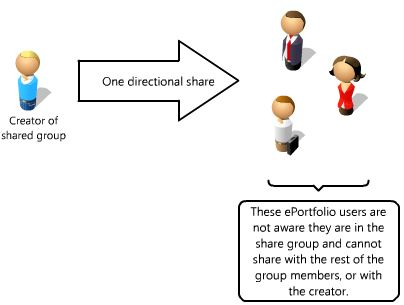 One directional share
Creator of
shared group
These ePortfolio users are
not aware they are in the
share group and cannot
share with the rest of the
group members, or with
the creator.